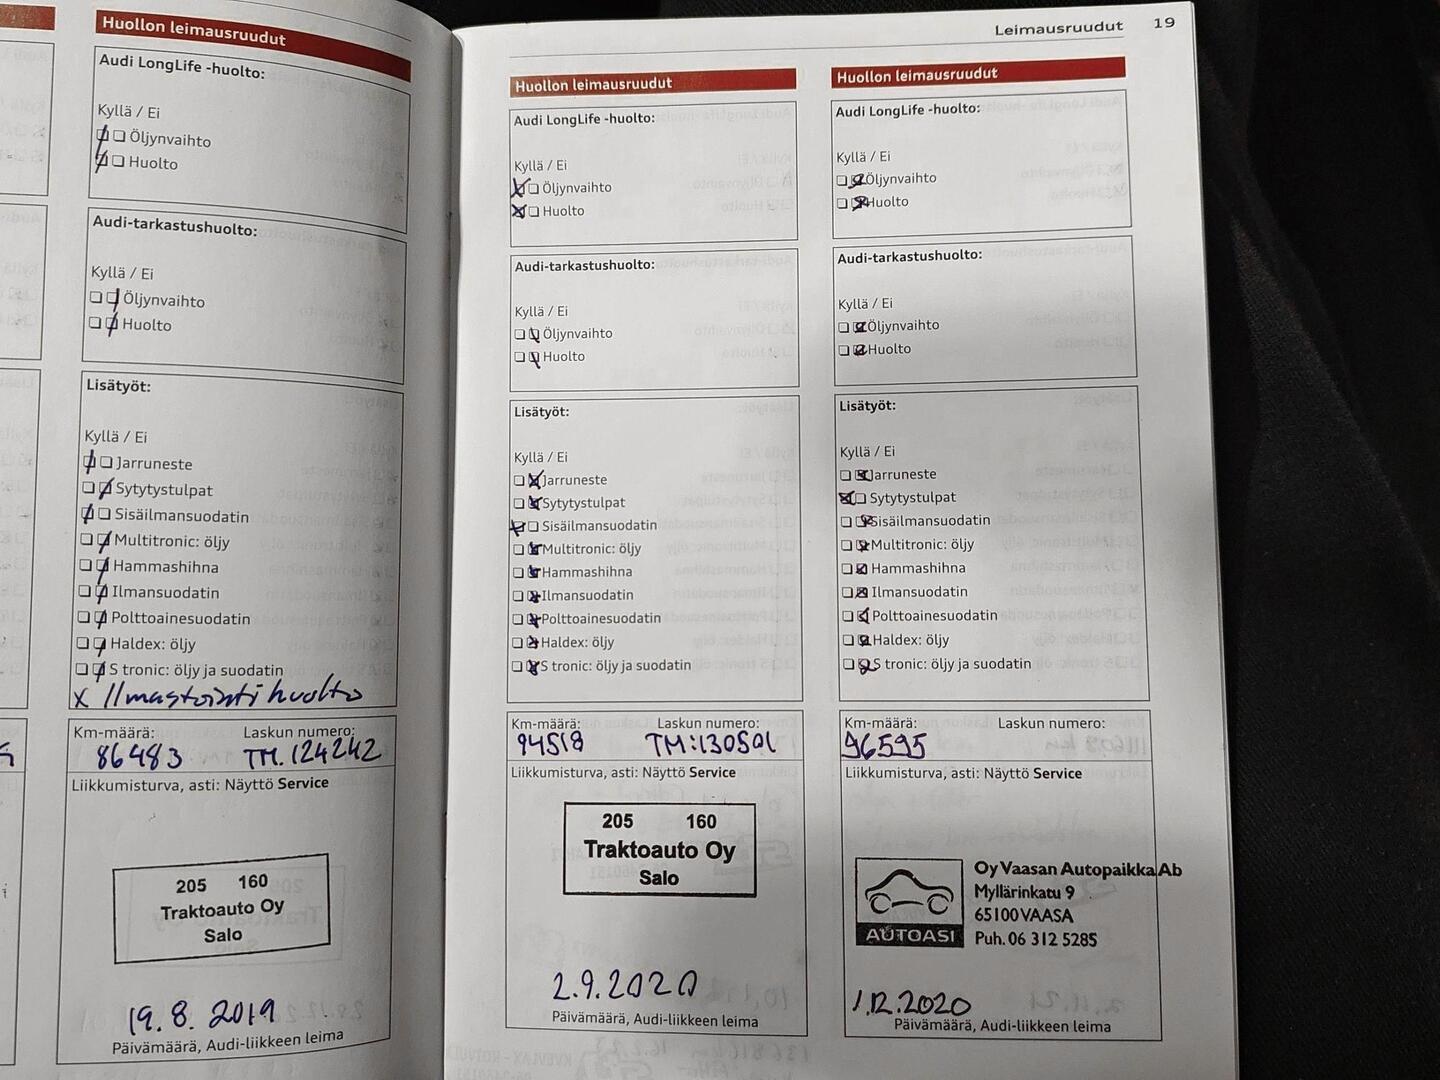 Huollon leimausruudut
Audi LongLife -huolto:
Kyllä / Ei
Öljynvaihto
Huolto
Audi-tarkastushuolto:
Kyllä / Ei
Öljynvaihto
Huolto
Lisätyöt:
Kyllä / Ei
Jarruneste
Sytytystulpat
Sisäilmansuodatin
Multitronic: öljy
Hammashihna
Ilmansuodatin
Polttoainesuodatin
Haldex: öljy
S tronic: öljy ja suodatin
x Ilmastointi huolto
Km-määrä: Laskun numero:
86483 TM.124242
Liikkumisturva, asti: Näyttö Service
205 160
Traktoauto Oy
Salo
19.8.2019
Päivämäärä, Audi-liikkeen leima
Leimausruudut 19
Huollon leimausruudut
Audi LongLife -huolto:
Kyllä / Ei
Öljynvaihto
Huolto
Audi-tarkastushuolto:
Kyllä / Ei
Öljynvaihto
Huolto
Lisätyöt:
Kyllä / Ei
Jarruneste
Sytytystulpat
Sisäilmansuodatin
Multitronic: öljy
Hammashihna
Ilmansuodatin
Polttoainesuodatin
Haldex: öljy
S tronic: öljy ja suodatin
Km-määrä: Laskun numero:
94518 TM:130501
Liikkumisturva, asti: Näyttö Service
205 160
Traktoauto Oy
Salo
2.9.2020
Päivämäärä, Audi-liikkeen leima
Huollon leimausruudut
Audi LongLife -huolto:
Kyllä / Ei
Öljynvaihto
Huolto
Audi-tarkastushuolto:
Kyllä / Ei
Öljynvaihto
Huolto
Lisätyöt:
Kyllä / Ei
Jarruneste
Sytytystulpat
Sisäilmansuodatin
Multitronic: öljy
Hammashihna
Ilmansuodatin
Polttoainesuodatin
Haldex: öljy
S tronic: öljy ja suodatin
Km-määrä: Laskun numero:
96595
Liikkumisturva, asti: Näyttö Service
AUTOASI
Oy Vaasan Autopaikka Ab
Myllärinkatu 9
65100 VAASA
Puh. 06 312 5285
1.12.2020
Päivämäärä, Audi-liikkeen leima